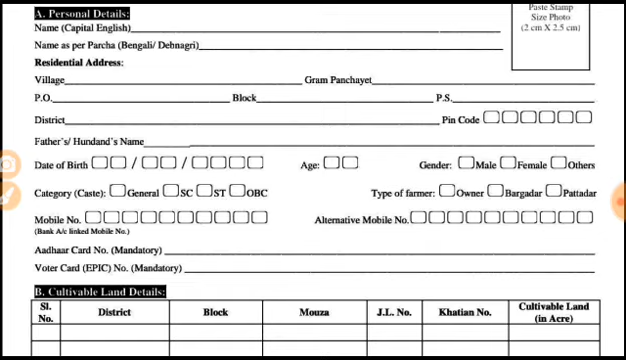 A. Personal Details:
Paste Stamp
Size Photo
(2 cm X 2.5 cm)
Name (Capital English)
Name as per Parcha (Bengali/ Debnagri)
Residential Address:
Village Gram Panchayet
P.O. Block P.S.
District Pin Code
Father's/ Hundand's Name
Date of Birth / / Age: Gender: Male Female Others
Category (Caste): General SC ST OBC Type of farmer: Owner Bargadar Pattadar
Mobile No. Alternative Mobile No.
(Bank A/c linked Mobile No.)
Aadhaar Card No. (Mandatory)
Voter Card (EPIC) No. (Mandatory)
B. Cultivable Land Details:
Sl. No. District Block Mouza J.L. No. Khatian No. Cultivable Land (in Acre)